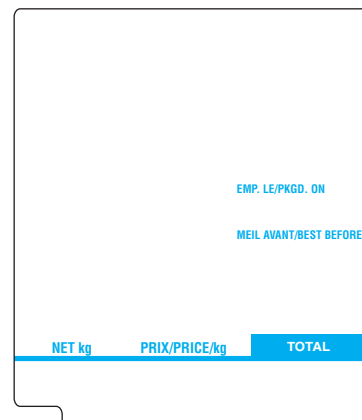 EMP. LE/PKGD. ON
MEIL AVANT/BEST BEFORE
NET kg PRIX/PRICE/kg TOTAL